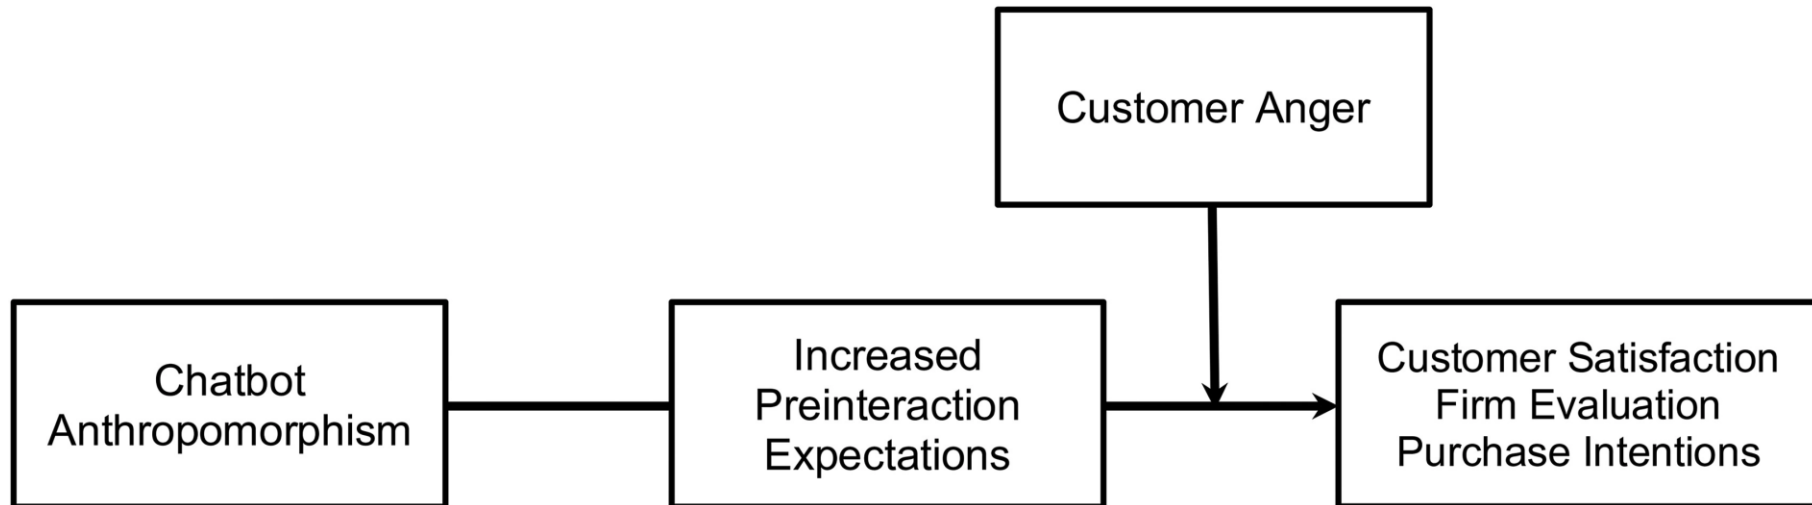 Customer Anger
Chatbot
Anthropomorphism
Increased
Preinteraction
Expectations
Customer Satisfaction
Firm Evaluation
Purchase Intentions